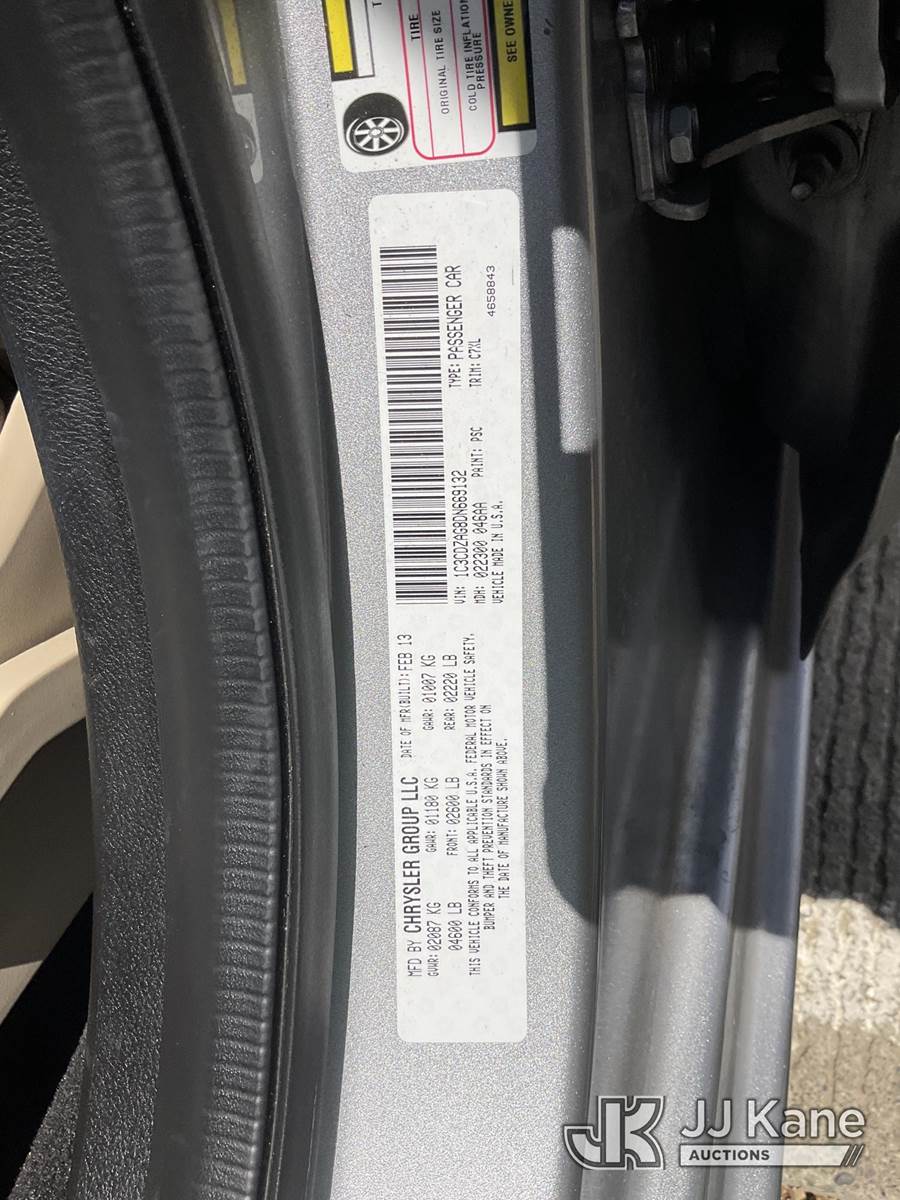 TIRE
ORIGINAL TIRE SIZE
COLD TIRE INFLATION PRESSURE
SEE OWNE
MFD BY CHRYSLER GROUP LLC DATE OF MFR(BUILT): FEB 13
GVWR: 02087 KG GAWR: 01180 KG GAWR: 01007 KG
04600 LB FRONT: 02600 LB REAR: 02220 LB
THIS VEHICLE CONFORMS TO ALL APPLICABLE U.S.A. FEDERAL MOTOR VEHICLE SAFETY,
BUMPER AND THEFT PREVENTION STANDARDS IN EFFECT ON
THE DATE OF MANUFACTURE SHOWN ABOVE.
VIN: 1C3CDZAG8DN669132 TYPE: PASSENGER CAR
MDH: 022300 046AA PAINT: PSC TRIM: C7XL
VEHICLE MADE IN U.S.A. 4658843
JK JJ Kane
AUCTIONS